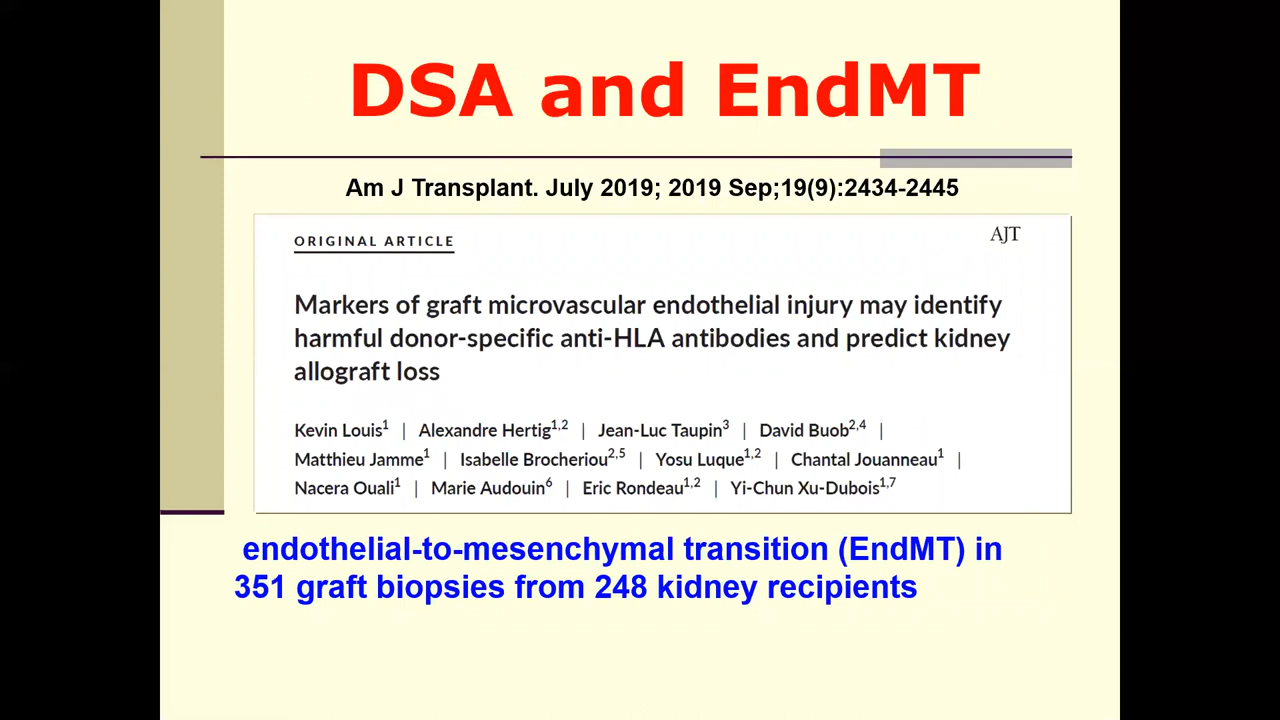 DSA and EndMT
Am J Transplant. July 2019; 2019 Sep;19(9):2434-2445
ORIGINAL ARTICLE
AJT
Markers of graft microvascular endothelial injury may identify
harmful donor-specific anti-HLA antibodies and predict kidney
allograft loss
Kevin Louis1 | Alexandre Hertig1,2 | Jean-Luc Taupin3 | David Buob2,4 |
Matthieu Jamme1 | Isabelle Brocheriou2,5 | Yosu Luque1,2 | Chantal Jouanneau1 |
Nacera Ouali1 | Marie Audouin6 | Eric Rondeau1,2 | Yi-Chun Xu-Dubois1,7
endothelial-to-mesenchymal transition (EndMT) in
351 graft biopsies from 248 kidney recipients